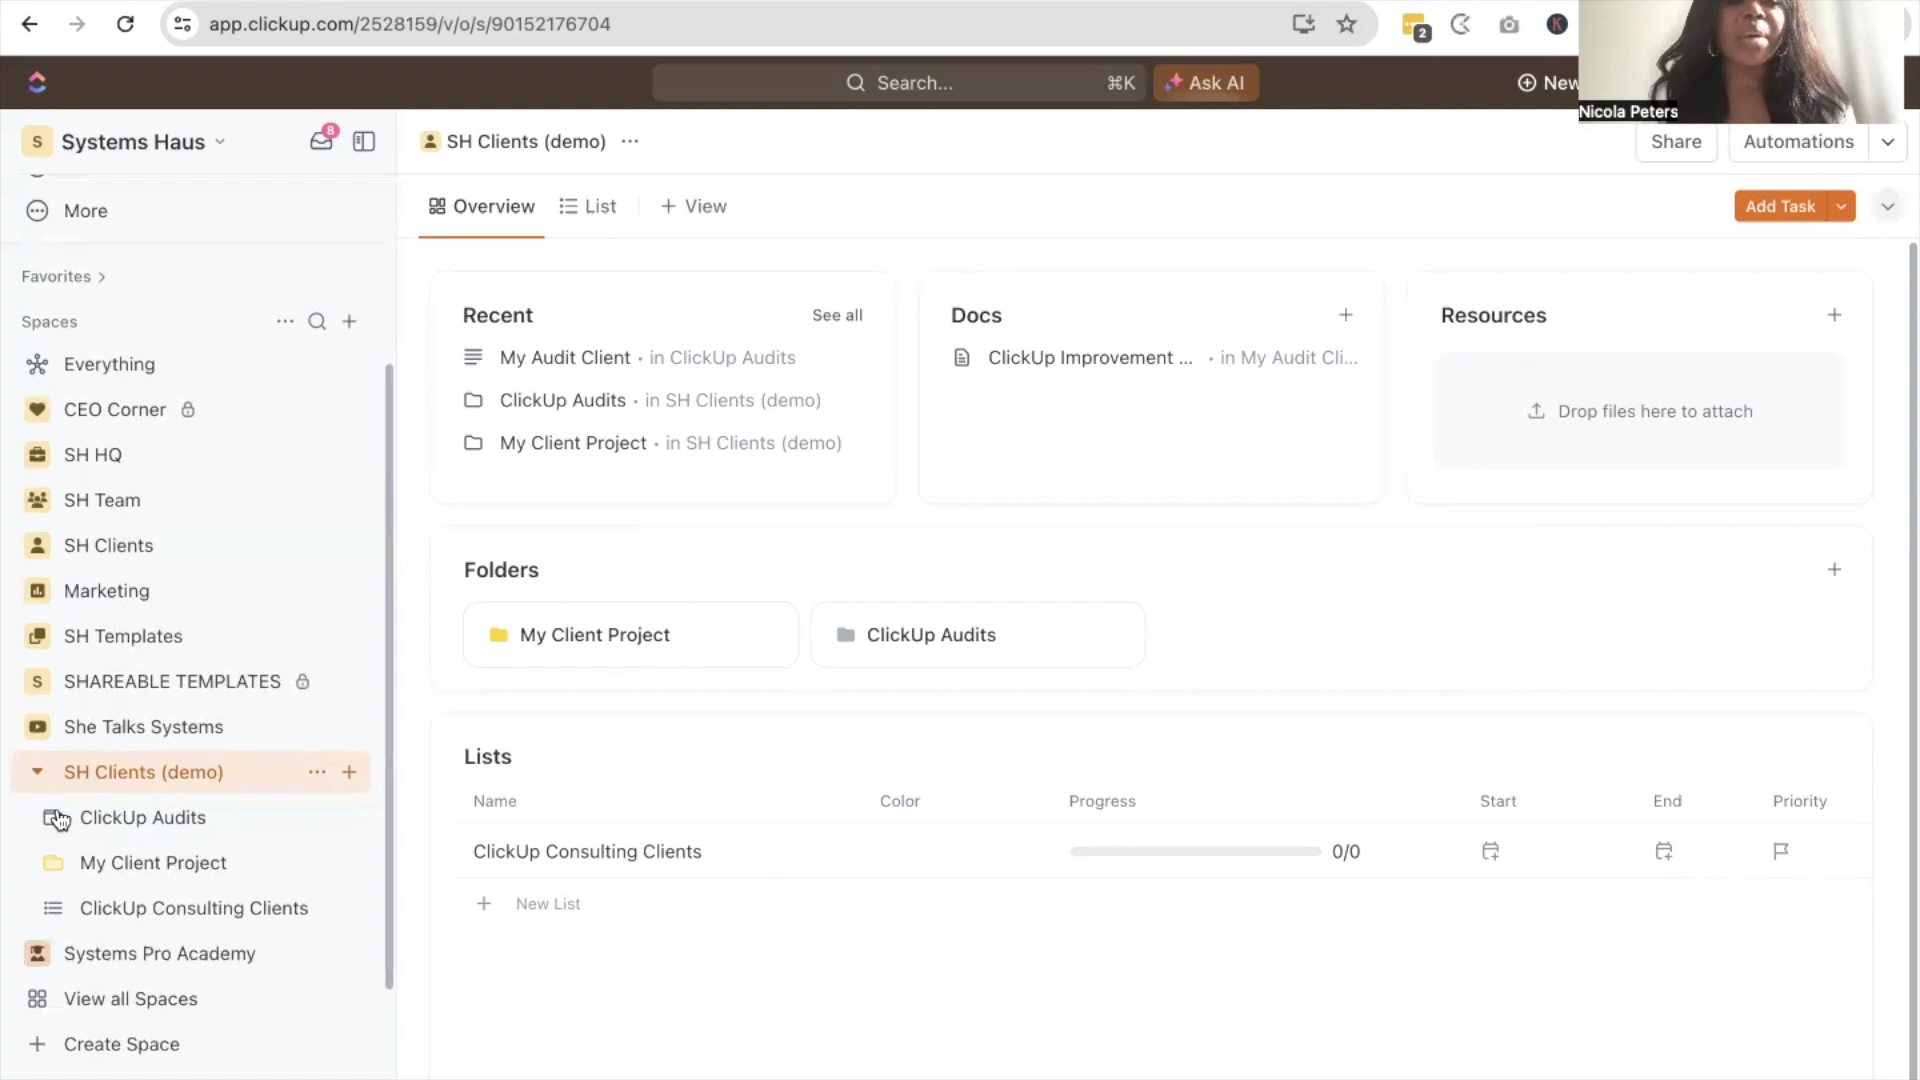 app.clickup.com/2528159/v/o/s/90152176704
2
K
Search...
⌘K
Ask AI
New
Nicola Peters
S
Systems Haus
8
SH Clients (demo)
Share
Automations
More
Overview
List
+ View
Add Task
Favorites
Spaces
Everything
CEO Corner
SH HQ
SH Team
SH Clients
Marketing
SH Templates
S
SHAREABLE TEMPLATES
She Talks Systems
SH Clients (demo)
ClickUp Audits
My Client Project
ClickUp Consulting Clients
Systems Pro Academy
View all Spaces
Create Space
Recent
See all
My Audit Client • in ClickUp Audits
ClickUp Audits • in SH Clients (demo)
My Client Project • in SH Clients (demo)
Docs
ClickUp Improvement ... • in My Audit Cli...
Resources
Drop files here to attach
Folders
My Client Project
ClickUp Audits
Lists
Name Color Progress Start End Priority
ClickUp Consulting Clients 0/0
+ New List